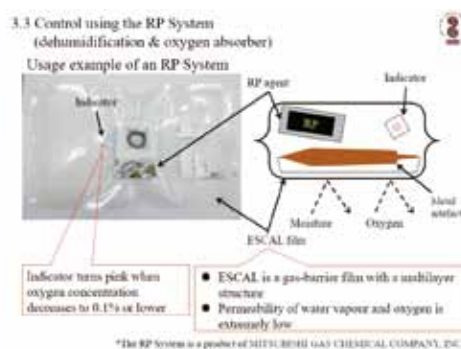 3.3 Control using the RP System
(dehumidification & oxygen absorber)
Usage example of an RP System
Indicator
RP agent
Indicator
RP
Metal
artefact
Moisture
Oxygen
ESCAL film
Indicator turns pink when
oxygen concentration
decreases to 0.1% or lower
● ESCAL is a gas-barrier film with a multilayer
structure
● Permeability of water vapour and oxygen is
extremely low
*The RP System is a product of MITSUBISHI GAS CHEMICAL COMPANY, INC